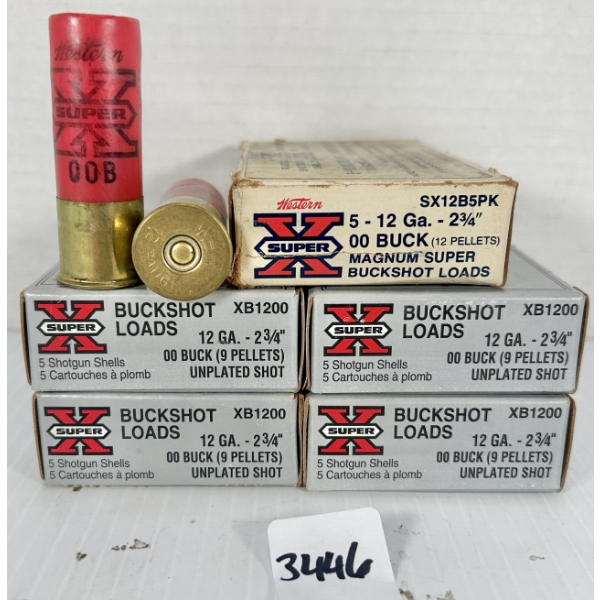 Western
X
SUPER
00B
Western SX12B5PK
X
SUPER
5 - 12 Ga. - 2¾"
00 BUCK (12 PELLETS)
MAGNUM SUPER
BUCKSHOT LOADS
X
SUPER
BUCKSHOT XB1200
LOADS
12 GA. - 2¾"
00 BUCK (9 PELLETS)
5 Shotgun Shells
5 Cartouches à plomb
UNPLATED SHOT
X
SUPER
BUCKSHOT XB1200
LOADS
12 GA. - 2¾"
00 BUCK (9 PELLETS)
5 Shotgun Shells
5 Cartouches à plomb
UNPLATED SHOT
X
SUPER
BUCKSHOT XB1200
LOADS
12 GA. - 2¾"
00 BUCK (9 PELLETS)
5 Shotgun Shells
5 Cartouches à plomb
UNPLATED SHOT
X
SUPER
BUCKSHOT XB1200
LOADS
12 GA. - 2¾"
00 BUCK (9 PELLETS)
5 Shotgun Shells
5 Cartouches à plomb
UNPLATED SHOT
3446